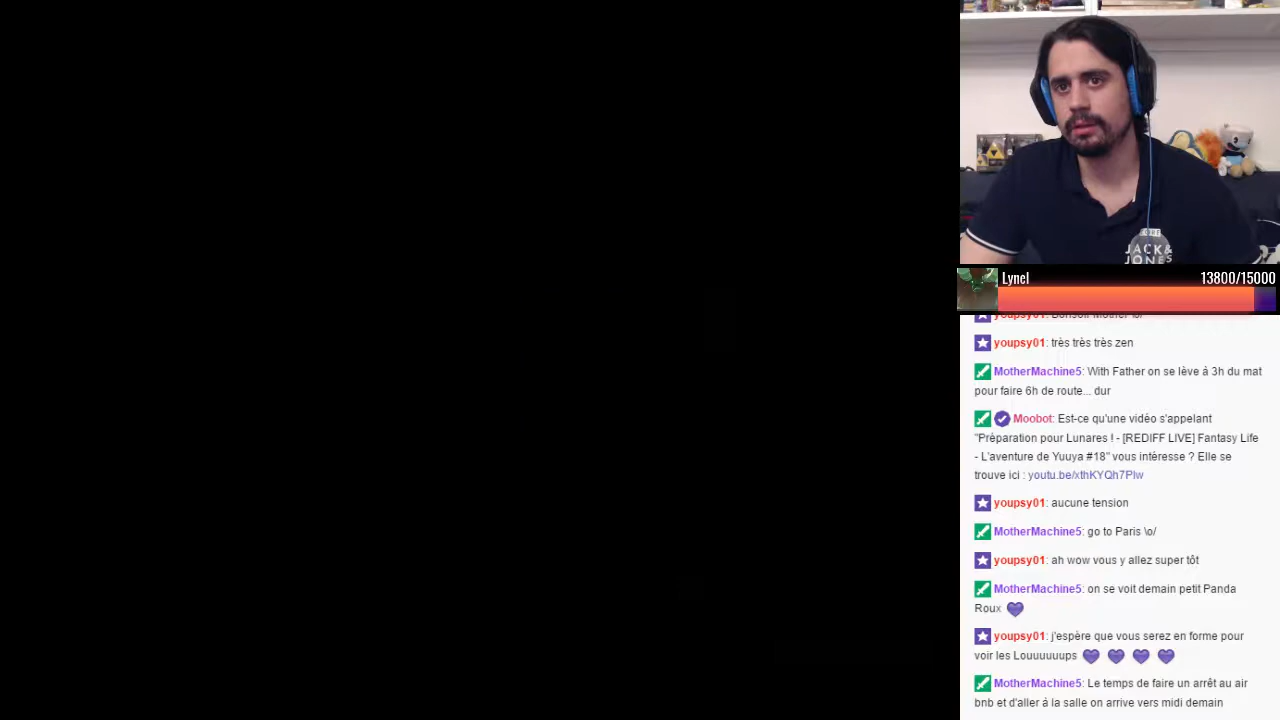 CORE
JACK&
JONES
Lynel 13800/15000
youpsy01: Bonsoir Mother \o/
youpsy01: très très très zen
MotherMachine5: With Father on se lève à 3h du mat
pour faire 6h de route... dur
Moobot: Est-ce qu'une vidéo s'appelant
"Préparation pour Lunares ! - [REDIFF LIVE] Fantasy Life
- L'aventure de Yuuya #18" vous intéresse ? Elle se
trouve ici : youtu.be/xthKYQh7PIw
youpsy01: aucune tension
MotherMachine5: go to Paris \o/
youpsy01: ah wow vous y allez super tôt
MotherMachine5: on se voit demain petit Panda
Roux
youpsy01: j'espère que vous serez en forme pour
voir les Louuuuuups
MotherMachine5: Le temps de faire un arrêt au air
bnb et d'aller à la salle on arrive vers midi demain